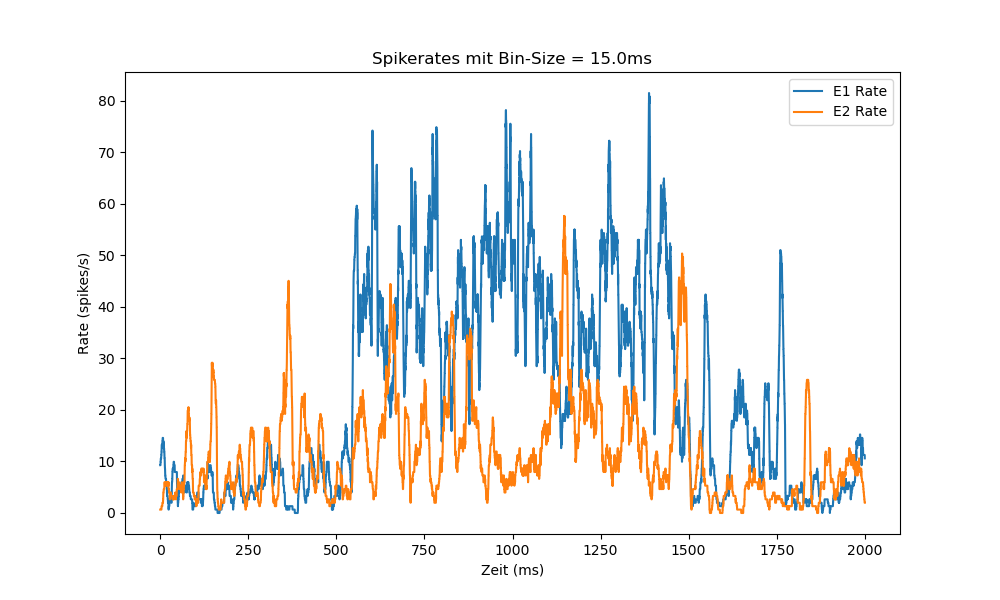 Spikerates mit Bin-Size = 15.0ms
E1 Rate
E2 Rate
Rate (spikes/s)
80
70
60
50
40
30
20
10
0
0 250 500 750 1000 1250 1500 1750 2000
Zeit (ms)